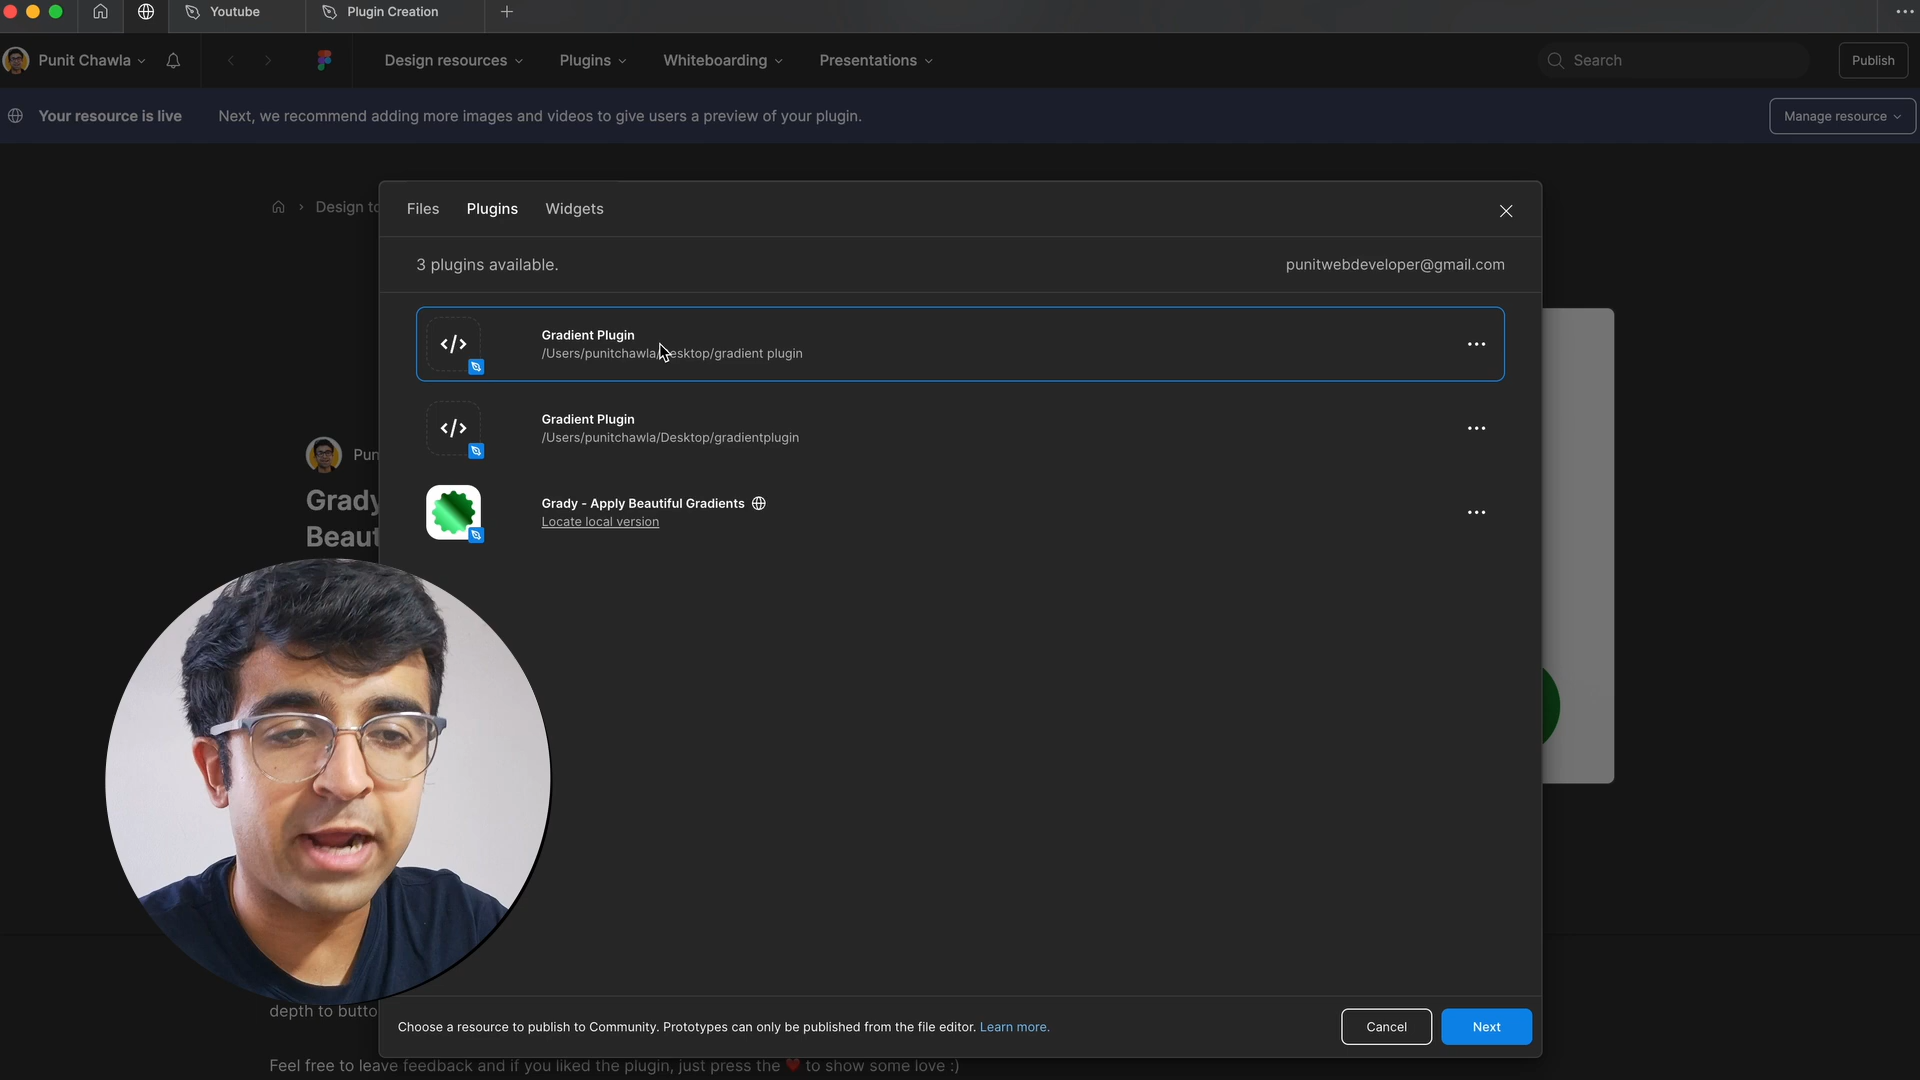 Youtube
Plugin Creation
Punit Chawla
Design resources
Plugins
Whiteboarding
Presentations
Search
Publish
Your resource is live
Next, we recommend adding more images and videos to give users a preview of your plugin.
Manage resource
Design to
Files
Plugins
Widgets
3 plugins available.
punitwebdeveloper@gmail.com
Gradient Plugin
/Users/punitchawla/Desktop/gradient plugin
Gradient Plugin
/Users/punitchawla/Desktop/gradientplugin
Pun
Grady
Beaut
Grady - Apply Beautiful Gradients
Locate local version
depth to butto
Choose a resource to publish to Community. Prototypes can only be published from the file editor. Learn more.
Cancel
Next
Feel free to leave feedback and if you liked the plugin, just press the ❤️ to show some love :)